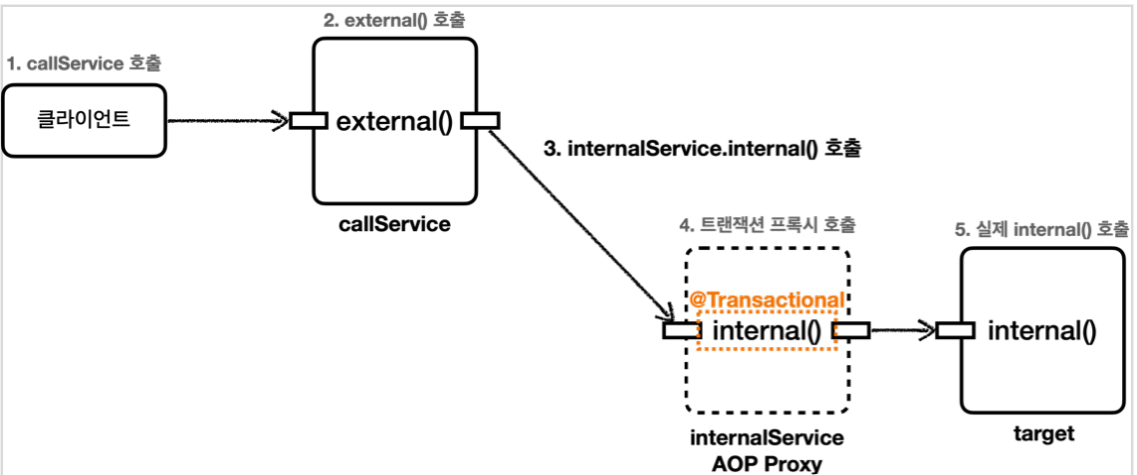 2. external() 호출
1. callService 호출
클라이언트
external()
3. internalService.internal() 호출
callService
4. 트랜잭션 프록시 호출
5. 실제 internal() 호출
@Transactional
internal()
internal()
internalService
AOP Proxy
target